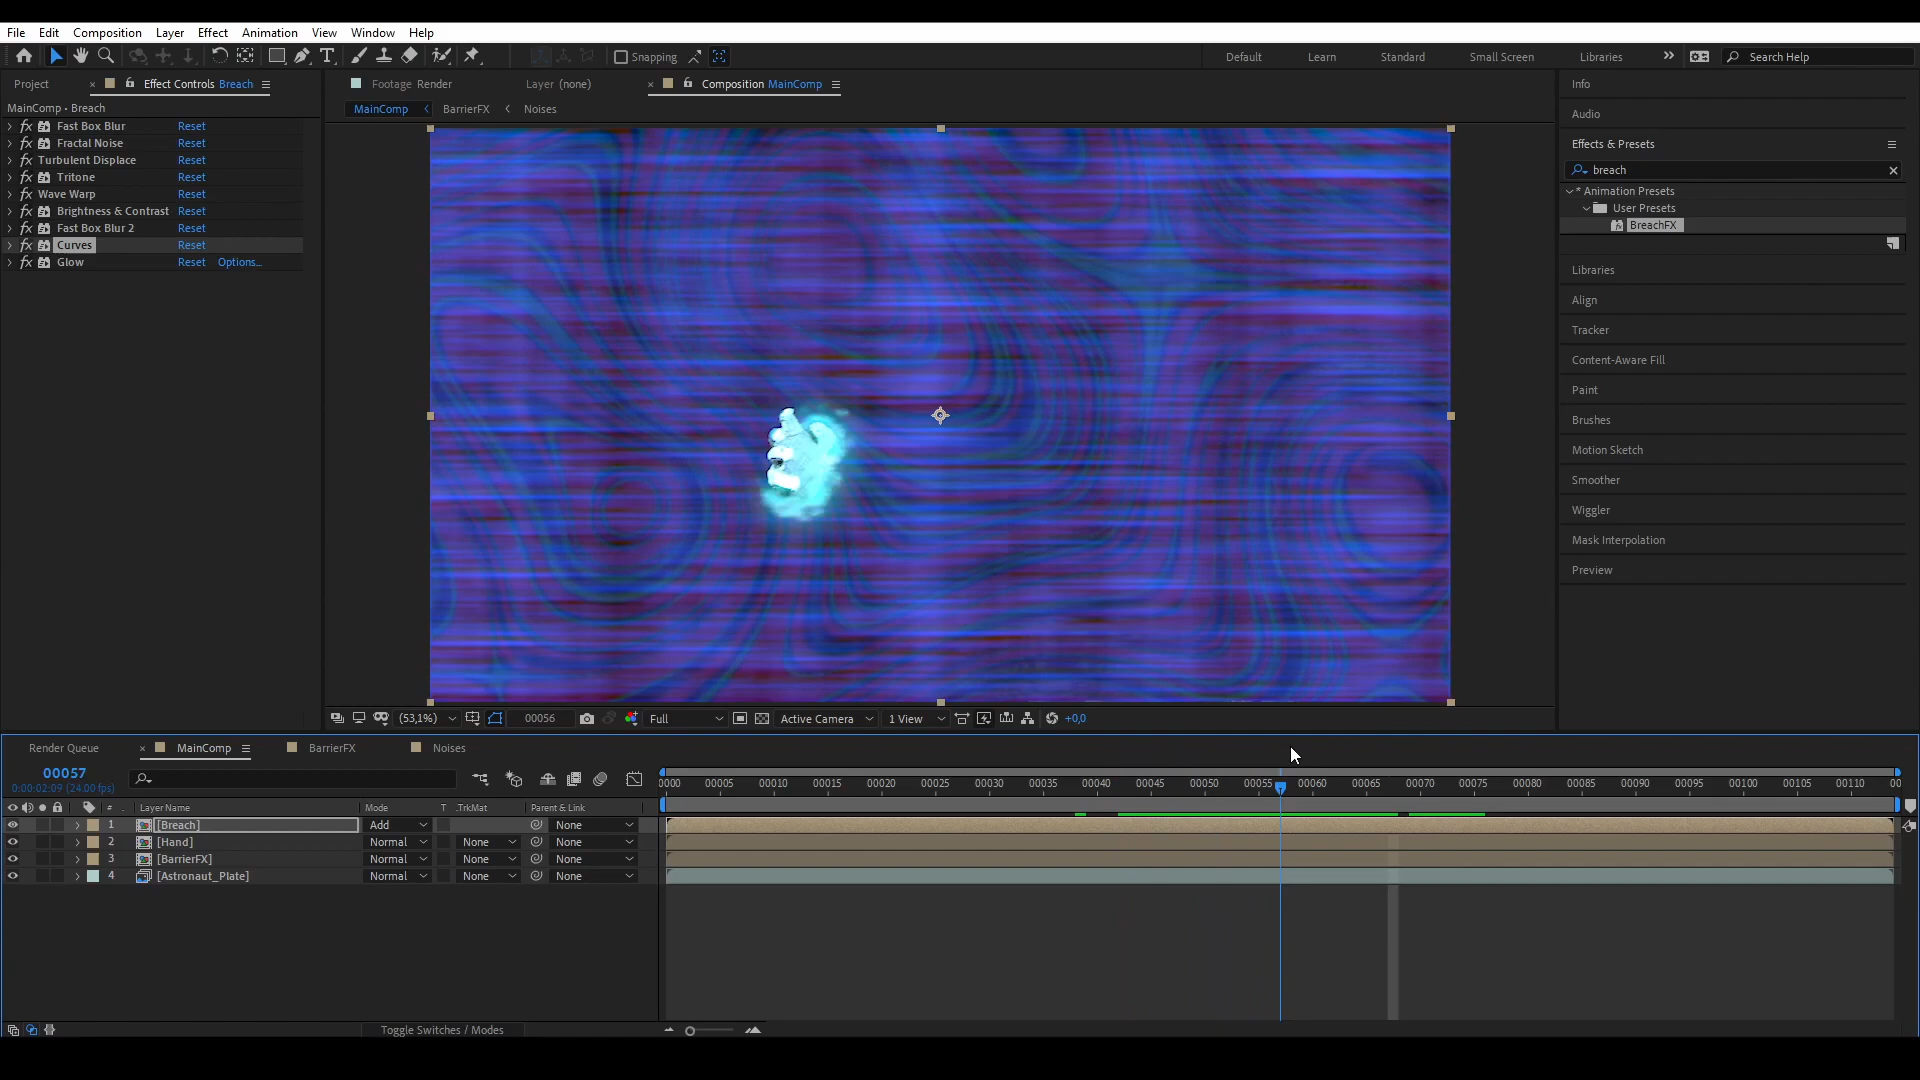 File Edit Composition Layer Effect Animation View Window Help
Snapping
Default Learn Standard Small Screen Libraries » Search Help
Project × Effect Controls Breach
Footage Render
Layer (none)
× Composition MainComp
MainComp • Breach
MainComp < BarrierFX < Noises
fx Fast Box Blur Reset
fx Fractal Noise Reset
fx Turbulent Displace Reset
fx Tritone Reset
fx Wave Warp Reset
fx Brightness & Contrast Reset
fx Fast Box Blur 2 Reset
fx Curves Reset
fx Glow Reset Options...
Info
Audio
Effects & Presets
breach
* Animation Presets
User Presets
BreachFX
Libraries
Align
Tracker
Content-Aware Fill
Paint
Brushes
Motion Sketch
Smoother
Wiggler
Mask Interpolation
Preview
(53,1%) 00056 Full Active Camera 1 View +0,0
Render Queue × MainComp BarrierFX Noises
00057
0:00:02:09 (24.00 fps)
0000 00005 00010 00015 00020 00025 00030 00035 00040 00045 00050 00055 00060 00065 00070 00075 00080 00085 00090 00095 00100 00105 00110 00
# Layer Name Mode T .TrkMat Parent & Link
1 [Breach] Add None
2 [Hand] Normal None None
3 [BarrierFX] Normal None None
4 [Astronaut_Plate] Normal None None
Toggle Switches / Modes